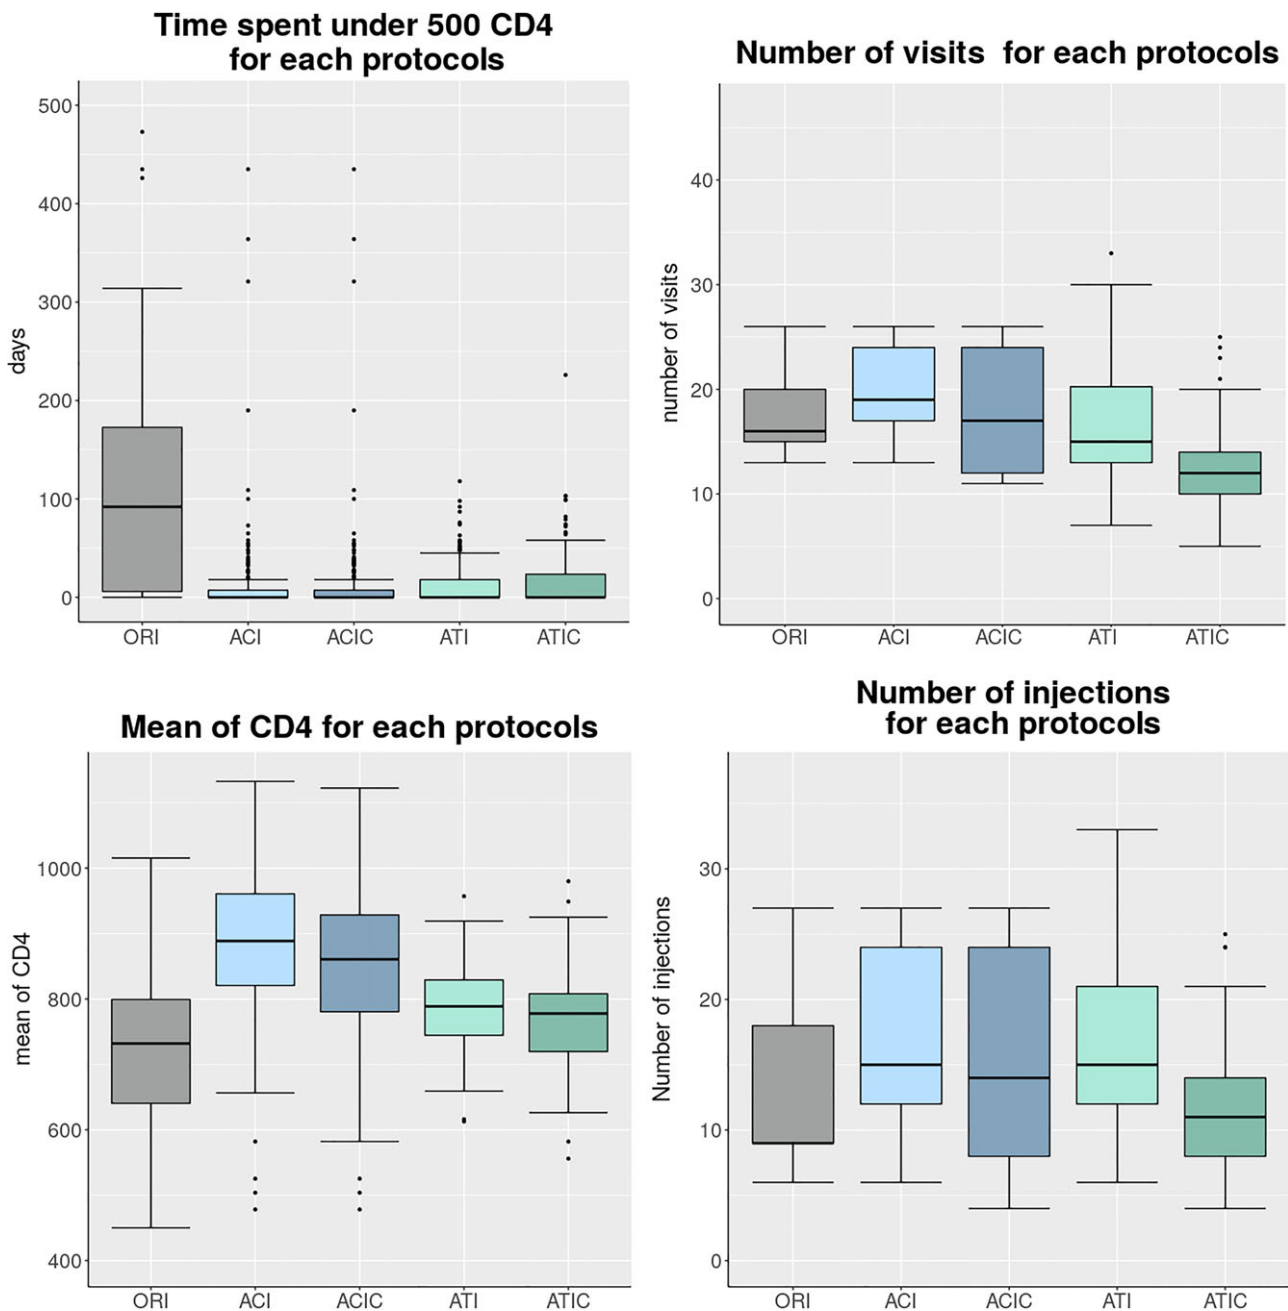 Time spent under 500 CD4
for each protocols
500
400
300
200
100
0
days
ORI ACI ACIC ATI ATIC
Number of visits for each protocols
40
30
20
10
0
number of visits
ORI ACI ACIC ATI ATIC
Mean of CD4 for each protocols
1000
800
600
400
mean of CD4
ORI ACI ACIC ATI ATIC
Number of injections
for each protocols
30
20
10
0
Number of injections
ORI ACI ACIC ATI ATIC